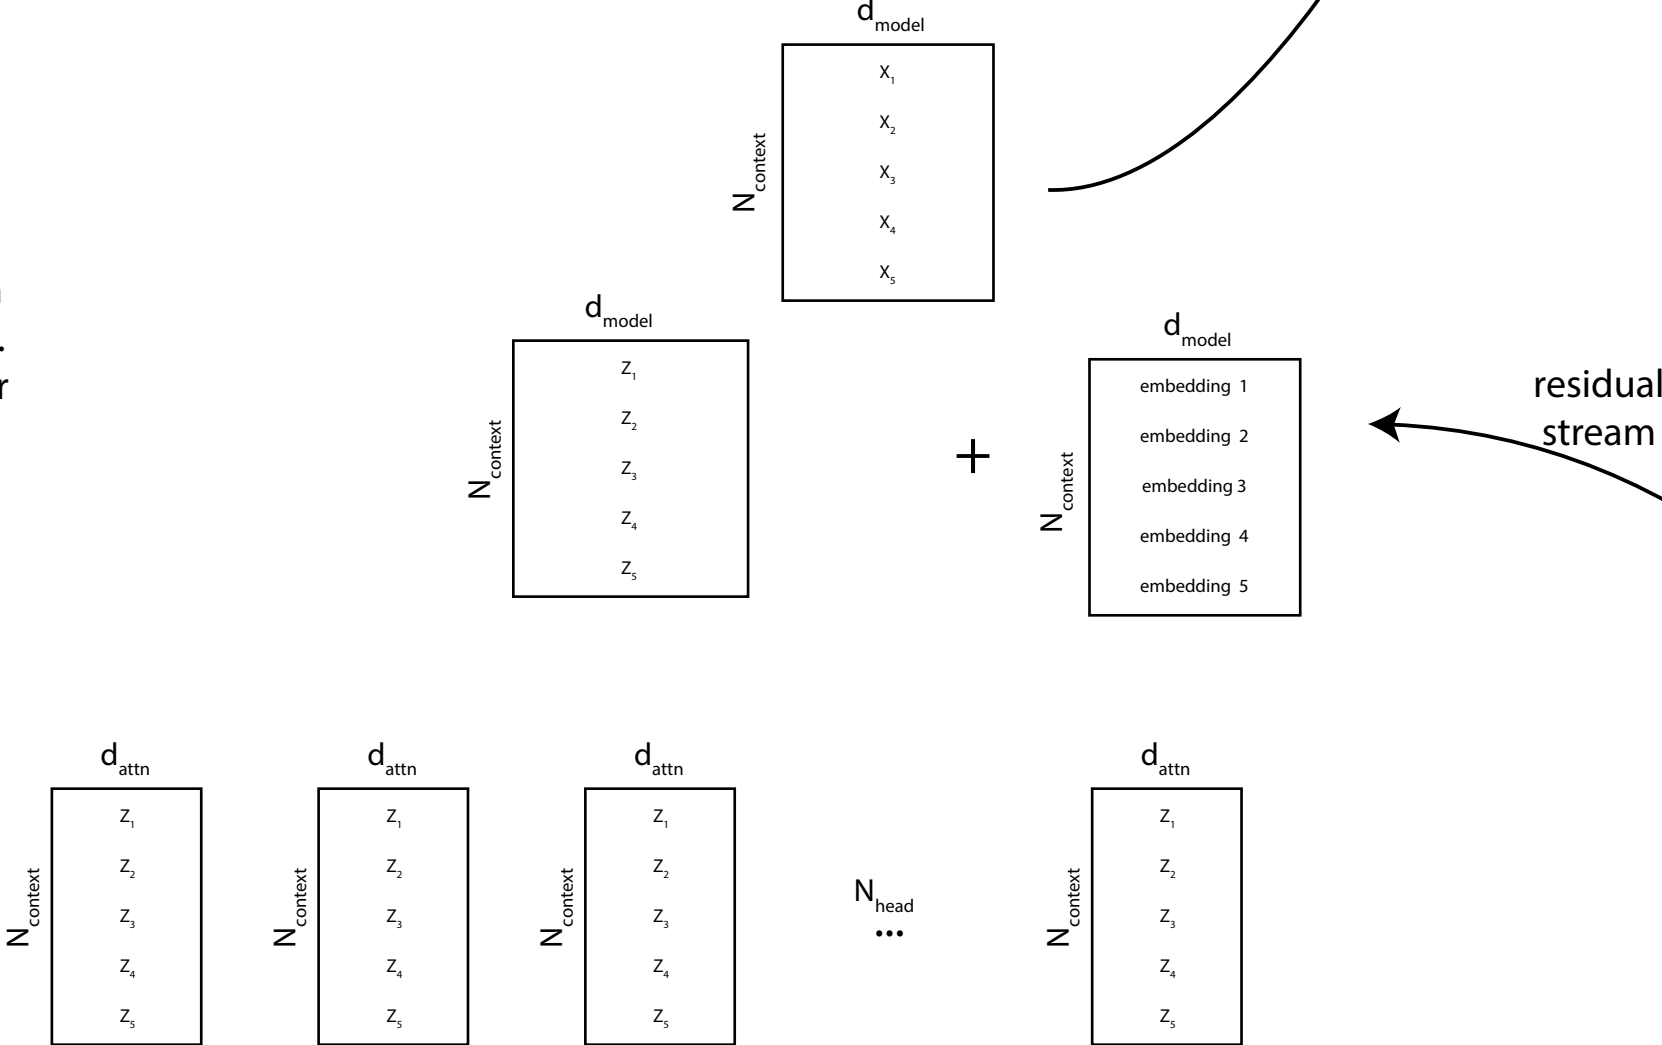 d_model
N_context
X_1
X_2
X_3
X_4
X_5
d_model
N_context
Z_1
Z_2
Z_3
Z_4
Z_5
+
d_model
N_context
embedding 1
embedding 2
embedding 3
embedding 4
embedding 5
residual
stream
r
d_attn
N_context
Z_1
Z_2
Z_3
Z_4
Z_5
d_attn
N_context
Z_1
Z_2
Z_3
Z_4
Z_5
d_attn
N_context
Z_1
Z_2
Z_3
Z_4
Z_5
N_head
...
d_attn
N_context
Z_1
Z_2
Z_3
Z_4
Z_5